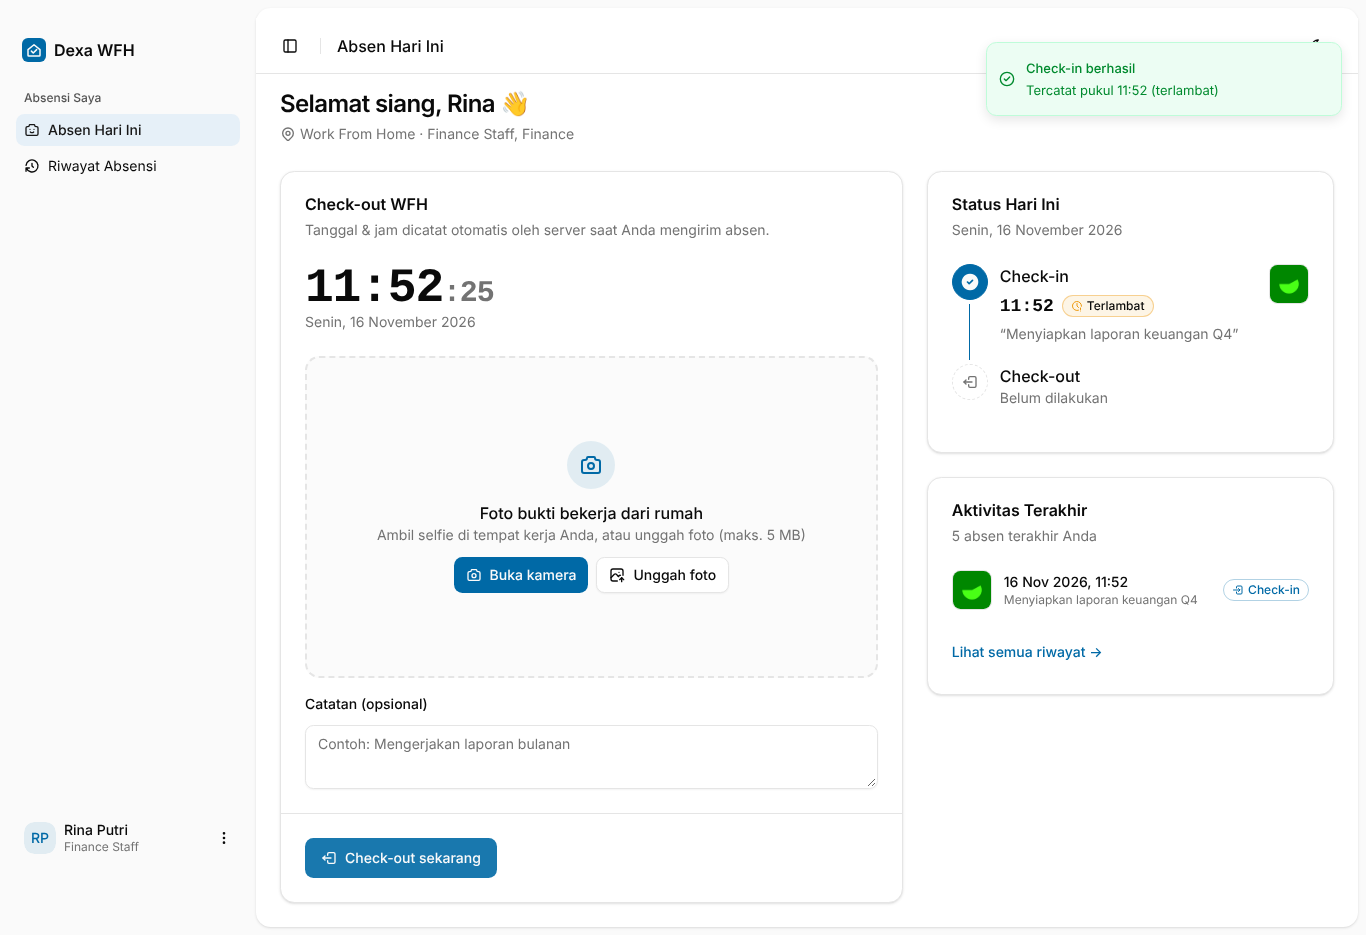 Dexa WFH
Absensi Saya
Absen Hari Ini
Riwayat Absensi
RP
Rina Putri
Finance Staff
Absen Hari Ini
Check-in berhasil
Tercatat pukul 11:52 (terlambat)
Selamat siang, Rina 👋
Work From Home · Finance Staff, Finance
Check-out WFH
Tanggal & jam dicatat otomatis oleh server saat Anda mengirim absen.
11:52:25
Senin, 16 November 2026
Foto bukti bekerja dari rumah
Ambil selfie di tempat kerja Anda, atau unggah foto (maks. 5 MB)
Buka kamera
Unggah foto
Catatan (opsional)
Contoh: Mengerjakan laporan bulanan
Check-out sekarang
Status Hari Ini
Senin, 16 November 2026
Check-in
11:52 Terlambat
“Menyiapkan laporan keuangan Q4”
Check-out
Belum dilakukan
Aktivitas Terakhir
5 absen terakhir Anda
16 Nov 2026, 11:52
Menyiapkan laporan keuangan Q4
Check-in
Lihat semua riwayat →